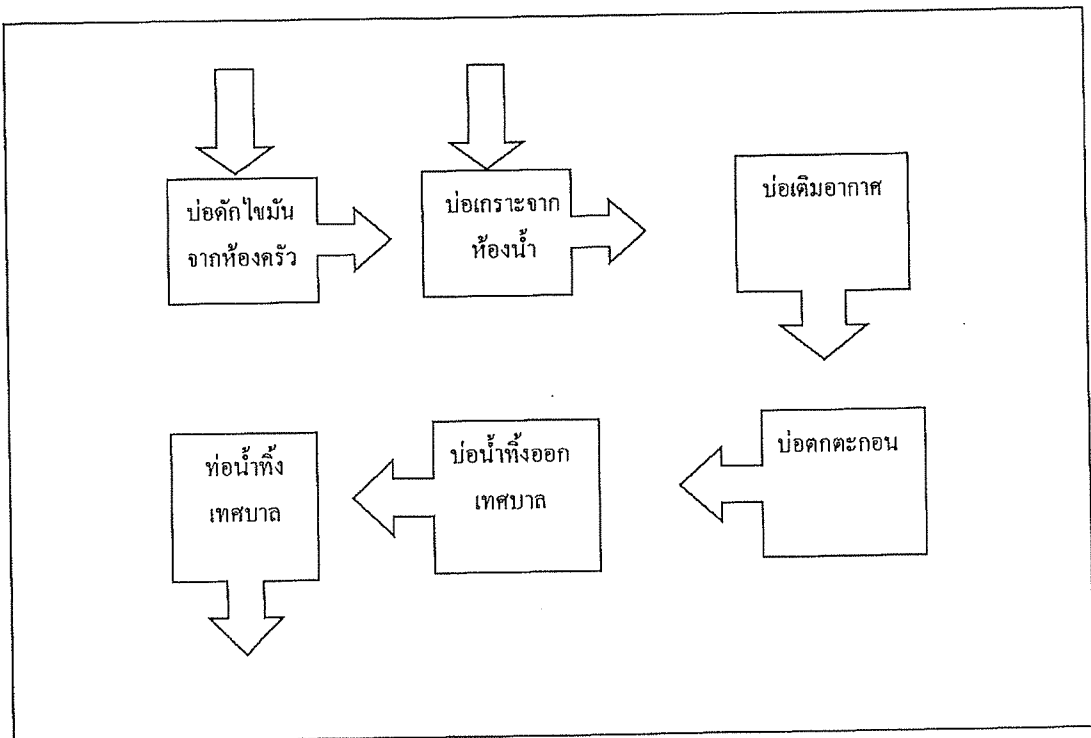 บ่อดักไขมัน
จากห้องครัว
บ่อเกราะจาก
ห้องน้ำ
บ่อเติมอากาศ
บ่อตกตะกอน
บ่อน้ำทิ้งออก
เทศบาล
ท่อน้ำทิ้ง
เทศบาล